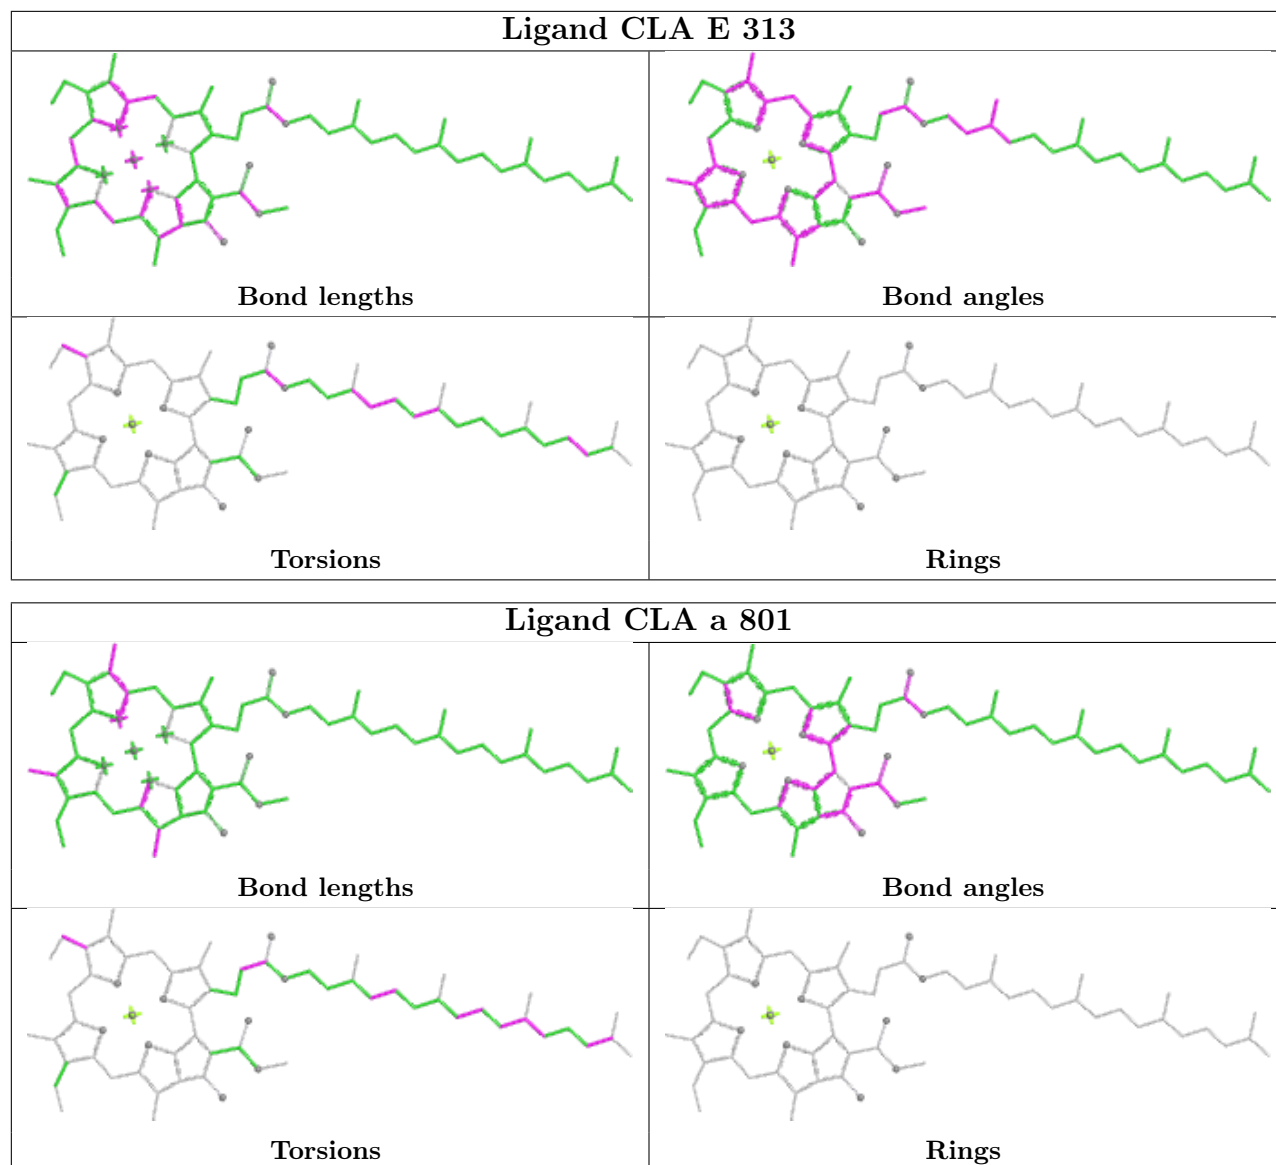 Ligand CLA E 313
Bond lengths
Bond angles
Torsions
Rings
Ligand CLA a 801
Bond lengths
Bond angles
Torsions
Rings